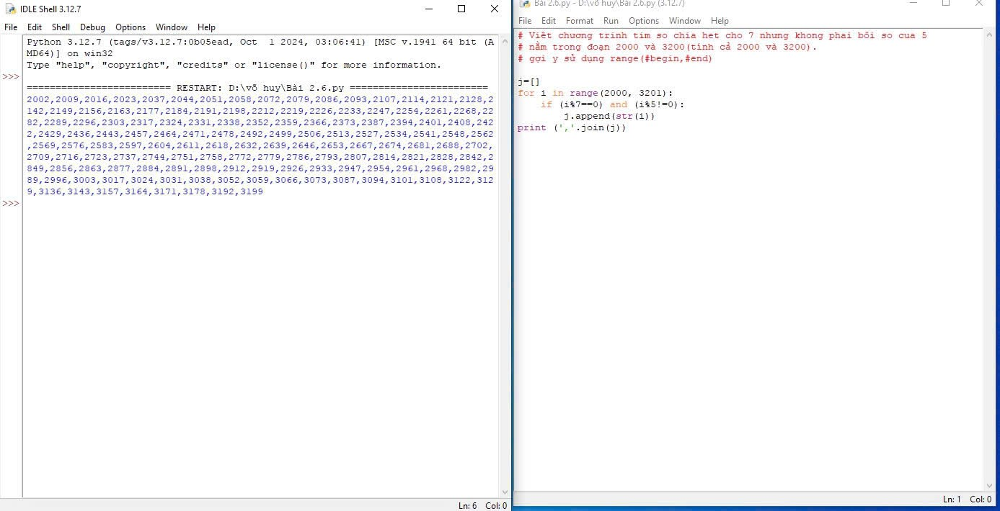 IDLE Shell 3.12.7
File Edit Shell Debug Options Window Help
Python 3.12.7 (tags/v3.12.7:0b05ead, Oct  1 2024, 03:06:41) [MSC v.1941 64 bit (A
MD64)] on win32
Type "help", "copyright", "credits" or "license()" for more information.
>>>
========================= RESTART: D:\võ huy\Bài 2.6.py ========================
2002,2009,2016,2023,2037,2044,2051,2058,2072,2079,2086,2093,2107,2114,2121,2128,2
142,2149,2156,2163,2177,2184,2191,2198,2212,2219,2226,2233,2247,2254,2261,2268,22
82,2289,2296,2303,2317,2324,2331,2338,2352,2359,2366,2373,2387,2394,2401,2408,242
2,2429,2436,2443,2457,2464,2471,2478,2492,2499,2506,2513,2527,2534,2541,2548,2562
,2569,2576,2583,2597,2604,2611,2618,2632,2639,2646,2653,2667,2674,2681,2688,2702,
2709,2716,2723,2737,2744,2751,2758,2772,2779,2786,2793,2807,2814,2821,2828,2842,2
849,2856,2863,2877,2884,2891,2898,2912,2919,2926,2933,2947,2954,2961,2968,2982,29
89,2996,3003,3017,3024,3031,3038,3052,3059,3066,3073,3087,3094,3101,3108,3122,312
9,3136,3143,3157,3164,3171,3178,3192,3199
>>>
Ln: 6 Col: 0
Bài 2.6.py - D:\võ huy\Bài 2.6.py (3.12.7)
File Edit Format Run Options Window Help
# Viêt chương trinh tim so chia het cho 7 nhưng khong phai bôi so cua 5
# nằm trong đoạn 2000 và 3200(tính cả 2000 và 3200).
# gợi y sử dụng range(#begin,#end)
j=[]
for i in range(2000, 3201):
    if (i%7==0) and (i%5!=0):
        j.append(str(i))
print (','.join(j))
Ln: 1 Col: 0